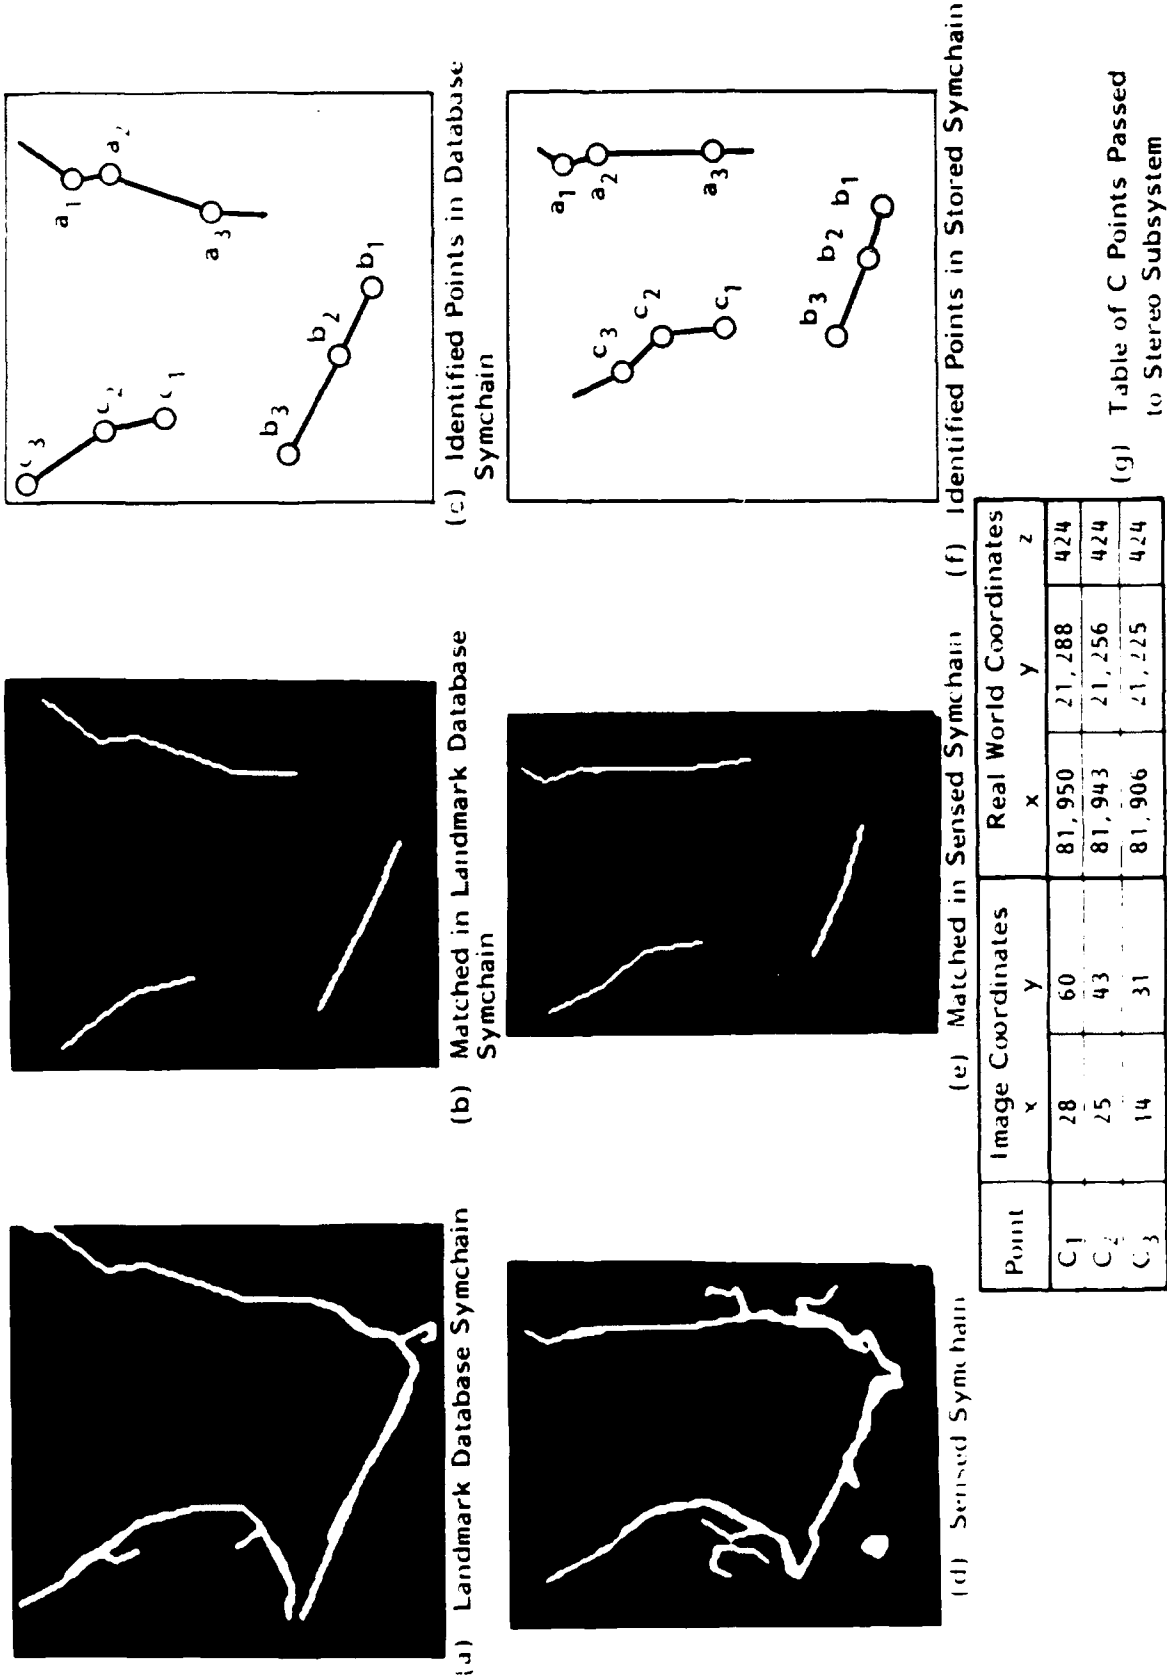 (a) Landmark Database Symchain
(b) Matched in Landmark Database
Symchain
c3
c2
c1
a1
a2
a3
b3
b2
b1
(c) Identified Points in Database
Symchain
(d) Sensed Symchain
(e) Matched in Sensed Symchain
c3
c2
c1
a1
a2
a3
b3
b2
b1
(f) Identified Points in Stored Symchain
Point Image Coordinates Real World Coordinates
x y x y z
C1 28 60 81,950 21,288 424
C2 25 43 81,943 21,256 424
C3 14 31 81,906 21,225 424
(g) Table of C Points Passed
to Stereo Subsystem